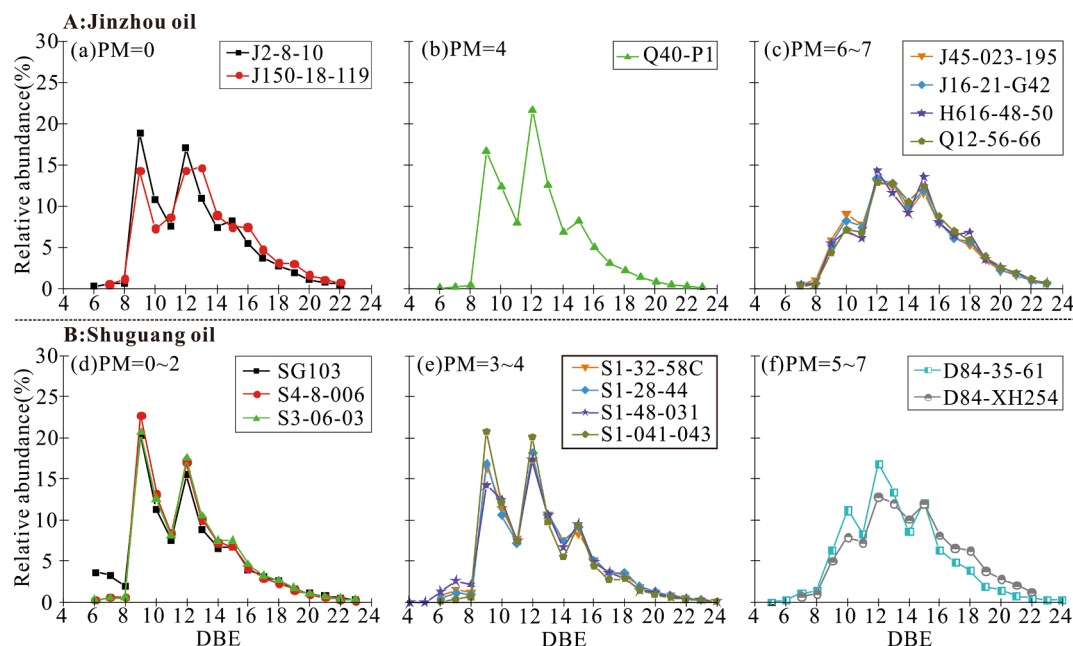 A:Jinzhou oil
(a)PM=0
J2-8-10
J150-18-119
(b)PM=4
Q40-P1
(c)PM=6~7
J45-023-195
J16-21-G42
H616-48-50
Q12-56-66
Relative abundance(%)
30
25
20
15
10
5
0
4 6 8 10 12 14 16 18 20 22 24
4 6 8 10 12 14 16 18 20 22 24
4 6 8 10 12 14 16 18 20 22 24
B:Shuguang oil
(d)PM=0~2
SG103
S4-8-006
S3-06-03
(e)PM=3~4
S1-32-58C
S1-28-44
S1-48-031
S1-041-043
(f)PM=5~7
D84-35-61
D84-XH254
Relative abundance(%)
30
25
20
15
10
5
0
4 6 8 10 12 14 16 18 20 22 24
4 6 8 10 12 14 16 18 20 22 24
4 6 8 10 12 14 16 18 20 22 24
DBE
DBE
DBE